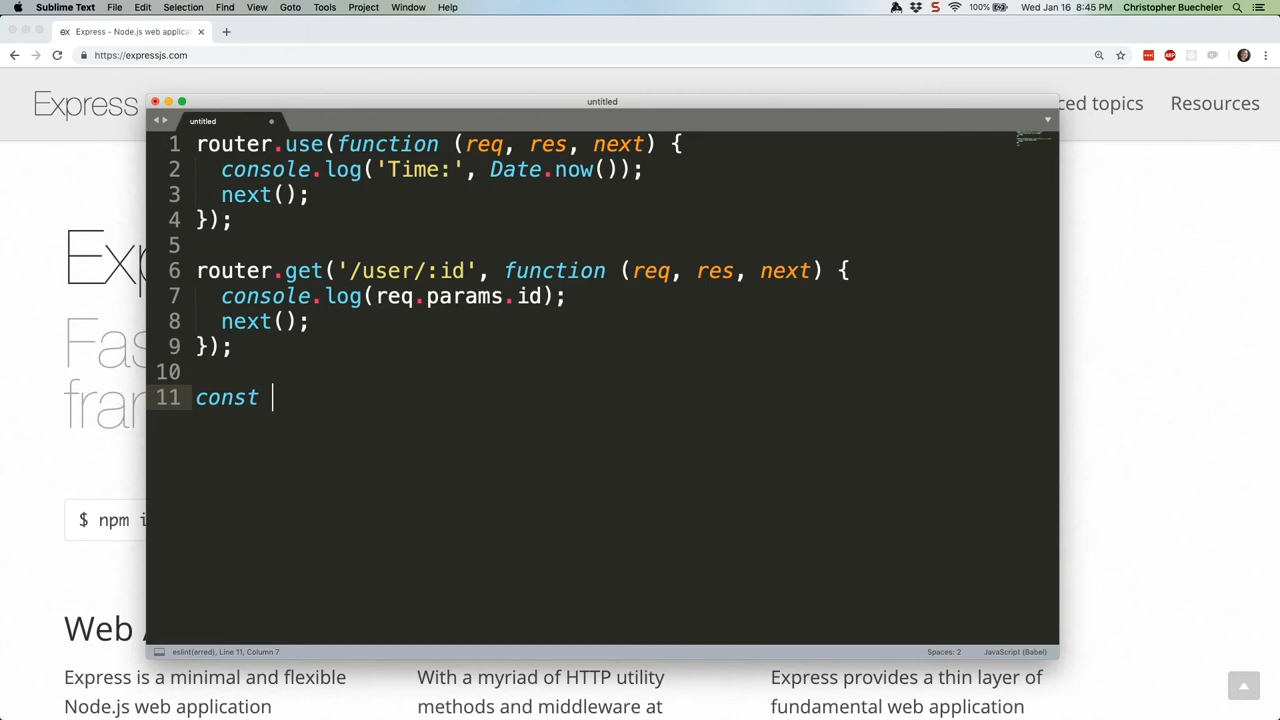 Sublime Text File Edit Selection Find View Goto Tools Project Window Help 100% Wed Jan 16 8:45 PM Christopher Buecheler
Express - Node.js web applica
https://expressjs.com
Express ced topics Resources
untitled
untitled
1 router.use(function (req, res, next) {
2 console.log('Time:', Date.now());
3 next();
4 });
5
6 router.get('/user/:id', function (req, res, next) {
7 console.log(req.params.id);
8 next();
9 });
10
11 const
Exp
Fas
fran
$ npm i
eslint(erred), Line 11, Column 7 Spaces: 2 JavaScript (Babel)
Web A
Express is a minimal and flexible
Node.js web application
With a myriad of HTTP utility
methods and middleware at
Express provides a thin layer of
fundamental web application